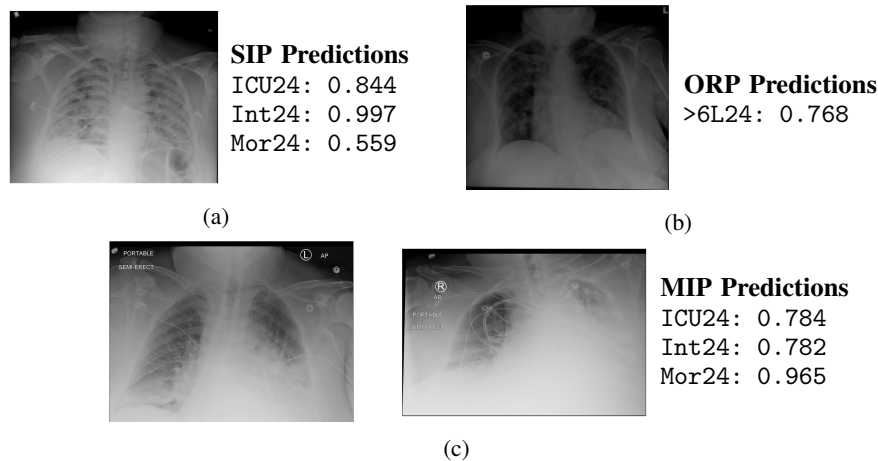 SIP Predictions
ICU24: 0.844
Int24: 0.997
Mor24: 0.559
(a)
L
ORP Predictions
>6L24: 0.768
(b)
PORTABLE
SEMI-ERECT
L AP
R
AP
PORTABLE
SEMI-ERECT
MIP Predictions
ICU24: 0.784
Int24: 0.782
Mor24: 0.965
(c)